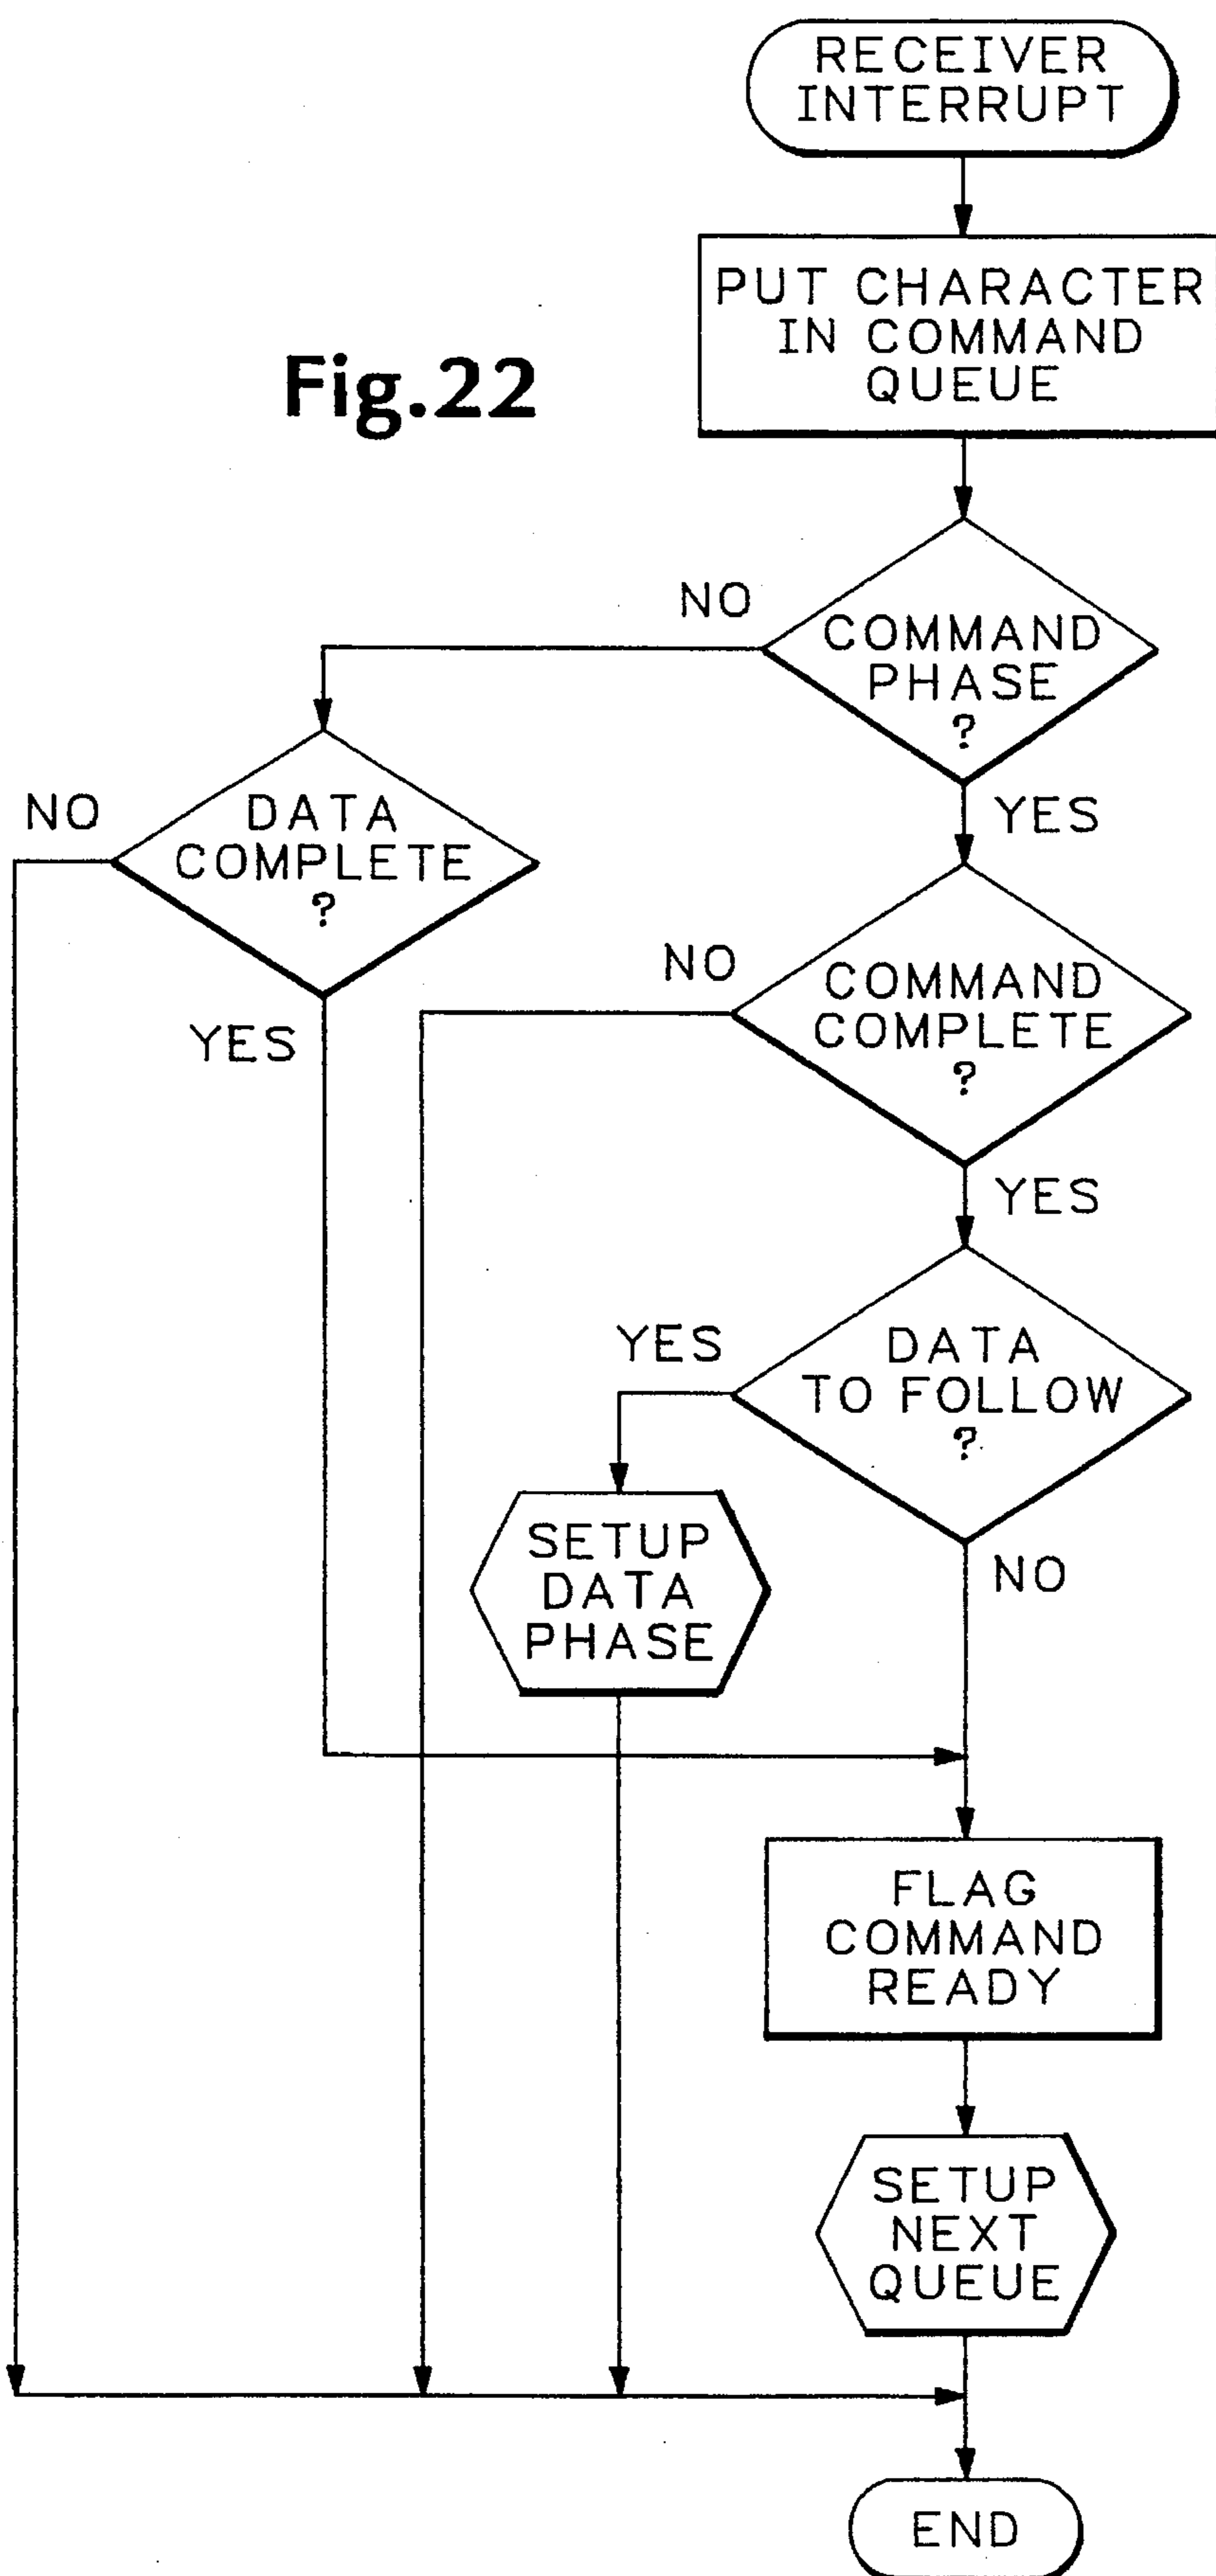 RECEIVER
INTERRUPT
PUT CHARACTER
IN COMMAND
QUEUE
Fig.22
NO
COMMAND
PHASE
?
YES
NO
DATA
COMPLETE
?
YES
NO
COMMAND
COMPLETE
?
YES
YES
DATA
TO FOLLOW
?
NO
SETUP
DATA
PHASE
FLAG
COMMAND
READY
SETUP
NEXT
QUEUE
END